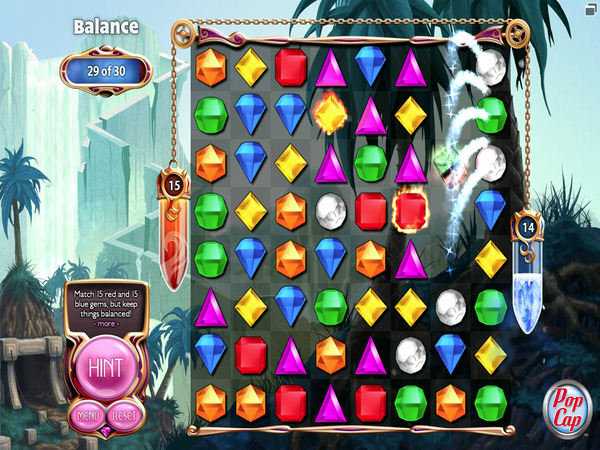 Balance
29 of 30
15
14
Match 15 red and 15
blue gems, but keep
things balanced!
- more -
HINT
MENU
RESET
Pop
Cap